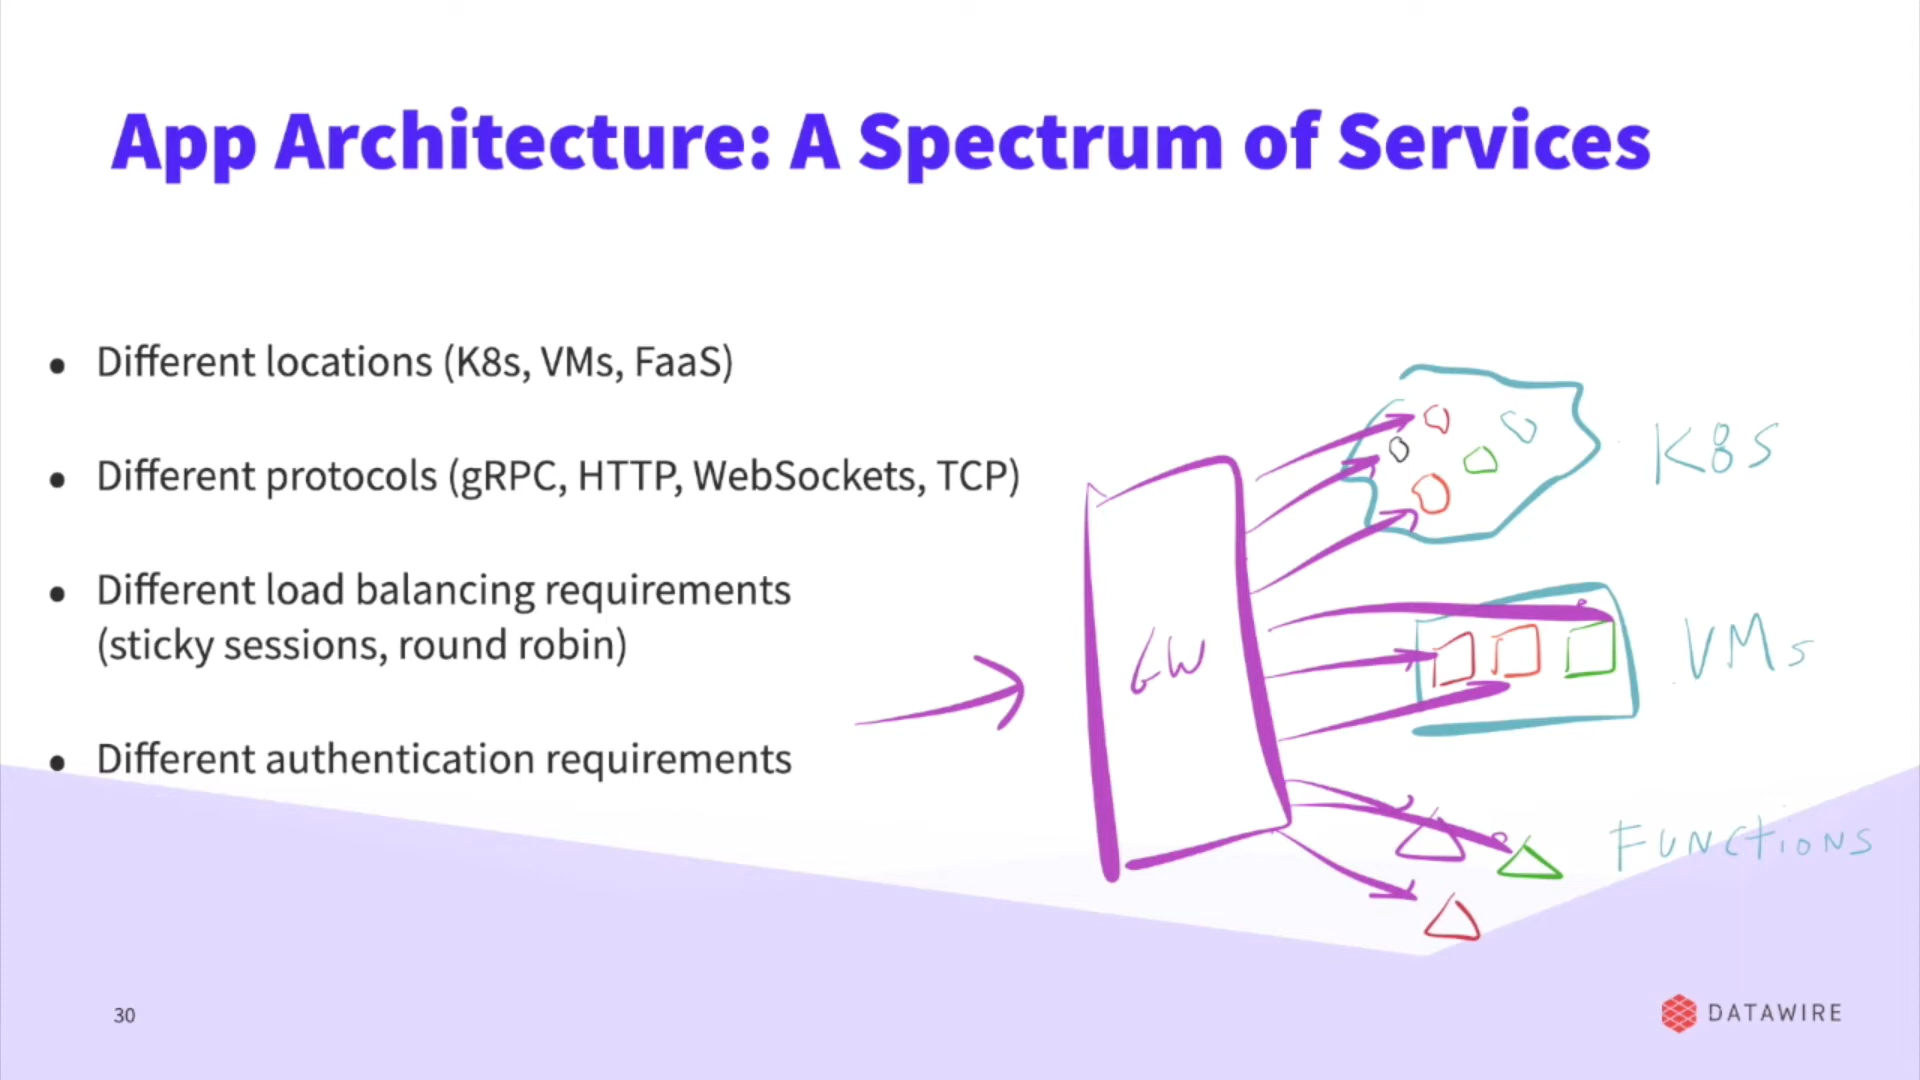 App Architecture: A Spectrum of Services
• Different locations (K8s, VMs, FaaS)
• Different protocols (gRPC, HTTP, WebSockets, TCP)
• Different load balancing requirements
(sticky sessions, round robin)
• Different authentication requirements
K8s
GW
VMs
FUNCTIONS
30
DATAWIRE